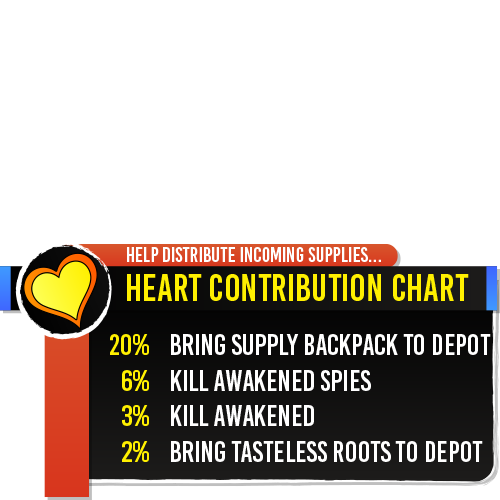 HELP DISTRIBUTE INCOMING SUPPLIES...
HEART CONTRIBUTION CHART
20% BRING SUPPLY BACKPACK TO DEPOT
6% KILL AWAKENED SPIES
3% KILL AWAKENED
2% BRING TASTELESS ROOTS TO DEPOT